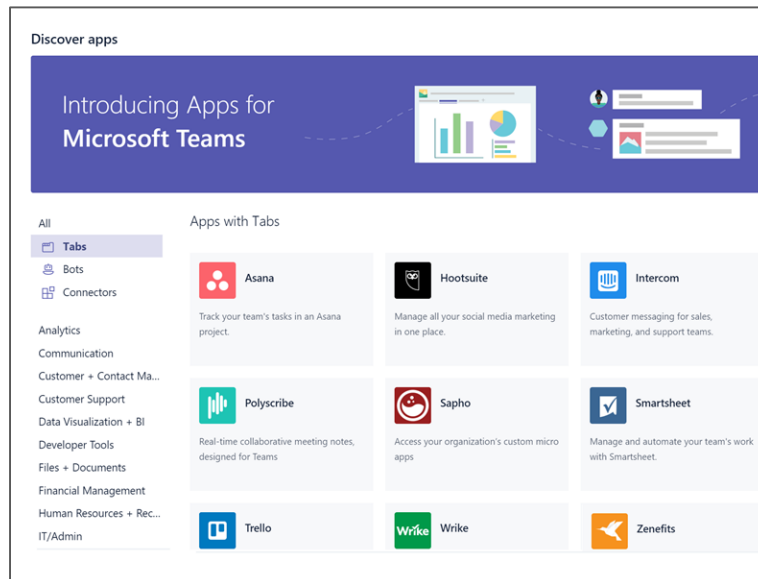 Discover apps
Introducing Apps for
Microsoft Teams
All
Tabs
Bots
Connectors
Analytics
Communication
Customer + Contact Ma...
Customer Support
Data Visualization + BI
Developer Tools
Files + Documents
Financial Management
Human Resources + Rec...
IT/Admin
Apps with Tabs
Asana
Track your team's tasks in an Asana
project.
Hootsuite
Manage all your social media marketing
in one place.
Intercom
Customer messaging for sales,
marketing, and support teams.
Polyscribe
Real-time collaborative meeting notes,
designed for Teams
Sapho
Access your organization's custom micro
apps
Smartsheet
Manage and automate your team's work
with Smartsheet.
Trello
Wrike
Wrike
Zenefits